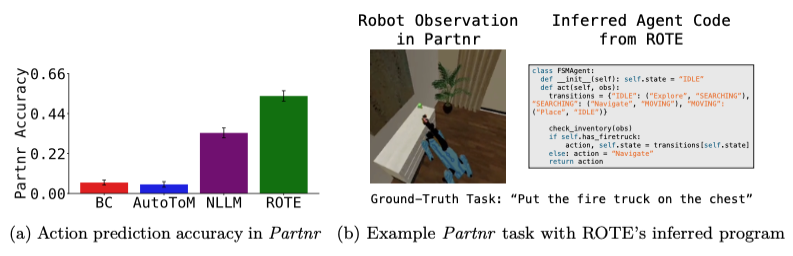 Partnr Accuracy
0.66
0.44
0.22
0.00
BC
AutoToM
NLLM
ROTE
(a) Action prediction accuracy in Partnr
Robot Observation
in Partnr
Inferred Agent Code
from ROTE
class FSMAgent:
def __init__(self): self.state = "IDLE"
def act(self, obs):
transitions = {"IDLE": ("Explore", "SEARCHING"),
"SEARCHING": ("Navigate", "MOVING"), "MOVING":
("Place", "IDLE")}
check_inventory(obs)
if self.has_firetruck:
action, self.state = transitions[self.state]
else: action = "Navigate"
return action
Ground-Truth Task: "Put the fire truck on the chest"
(b) Example Partnr task with ROTE's inferred program